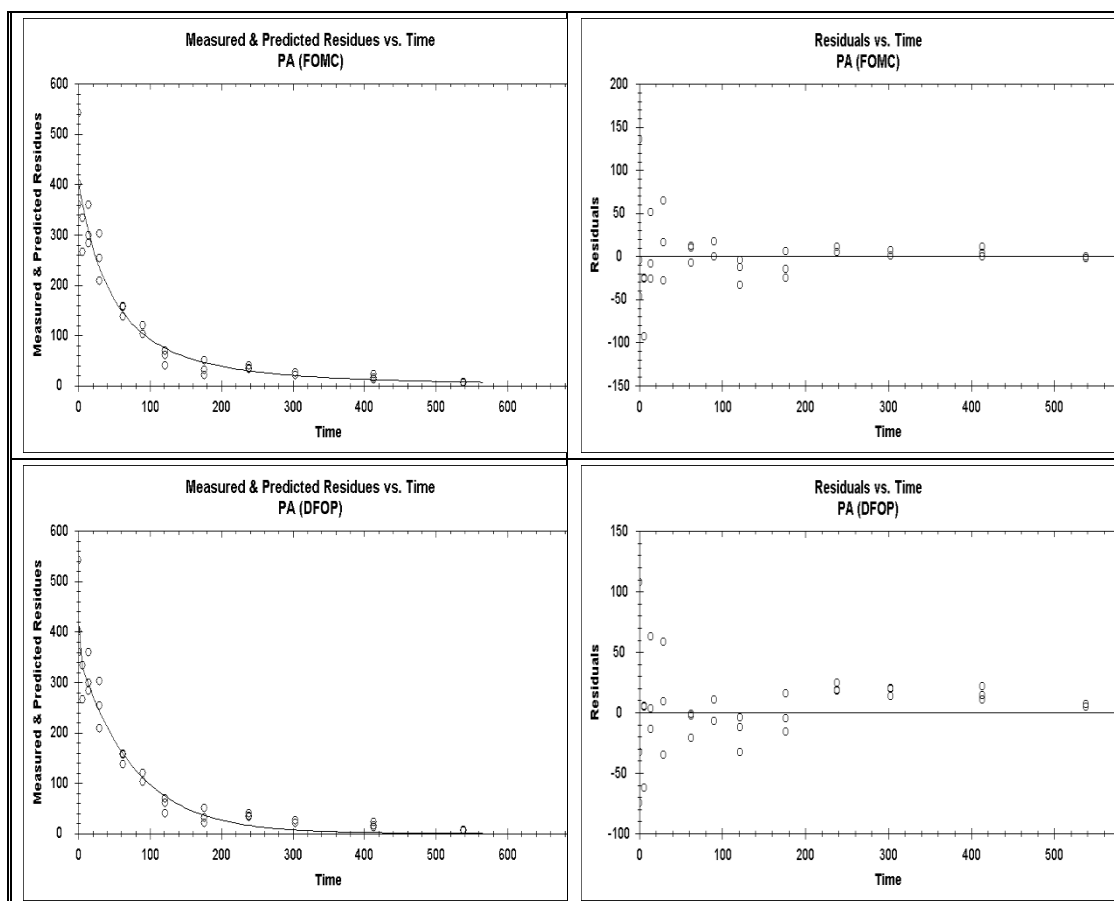 Measured & Predicted Residues vs. Time
PA (FOMC)
Measured & Predicted Residues
600
500
400
300
200
100
0
0 100 200 300 400 500 600
Time
Residuals vs. Time
PA (FOMC)
Residuals
200
150
100
50
0
-50
-100
-150
0 100 200 300 400 500
Time
Measured & Predicted Residues vs. Time
PA (DFOP)
Measured & Predicted Residues
600
500
400
300
200
100
0
0 100 200 300 400 500 600
Time
Residuals vs. Time
PA (DFOP)
Residuals
150
100
50
0
-50
-100
0 100 200 300 400 500
Time